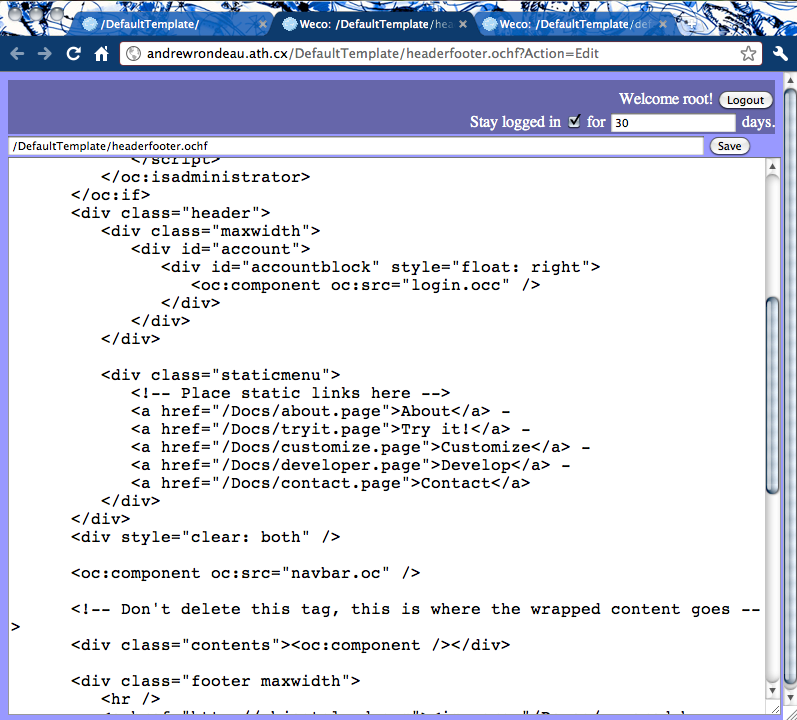 /DefaultTemplate/
Weco: /DefaultTemplate/hea
Weco: /DefaultTemplate/def
andrewrondeau.ath.cx/DefaultTemplate/headerfooter.ochf?Action=Edit
Welcome root! Logout
Stay logged in for 30 days.
/DefaultTemplate/headerfooter.ochf Save
</script>
</oc:isadministrator>
</oc:if>
<div class="header">
<div class="maxwidth">
<div id="account">
<div id="accountblock" style="float: right">
<oc:component oc:src="login.occ" />
</div>
</div>
</div>
<div class="staticmenu">
<!-- Place static links here -->
<a href="/Docs/about.page">About</a> -
<a href="/Docs/tryit.page">Try it!</a> -
<a href="/Docs/customize.page">Customize</a> -
<a href="/Docs/developer.page">Develop</a> -
<a href="/Docs/contact.page">Contact</a>
</div>
</div>
<div style="clear: both" />
<oc:component oc:src="navbar.oc" />
<!-- Don't delete this tag, this is where the wrapped content goes --
>
<div class="contents"><oc:component /></div>
<div class="footer maxwidth">
<hr />